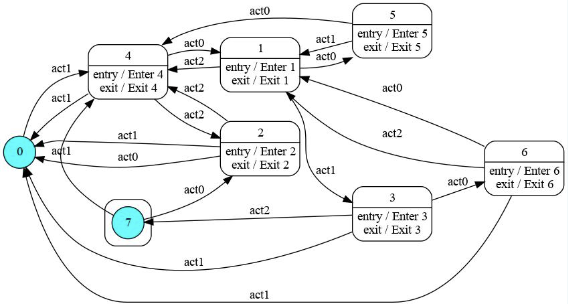 act0
5
entry / Enter 5
exit / Exit 5
act0
act1
act0
4
entry / Enter 4
exit / Exit 4
act2
1
entry / Enter 1
exit / Exit 1
act1
act1
act2
act2
act0
0
act1
act1
act0
2
entry / Enter 2
exit / Exit 2
act2
6
entry / Enter 6
exit / Exit 6
act1
act0
act0
7
act2
3
entry / Enter 3
exit / Exit 3
act1
act1